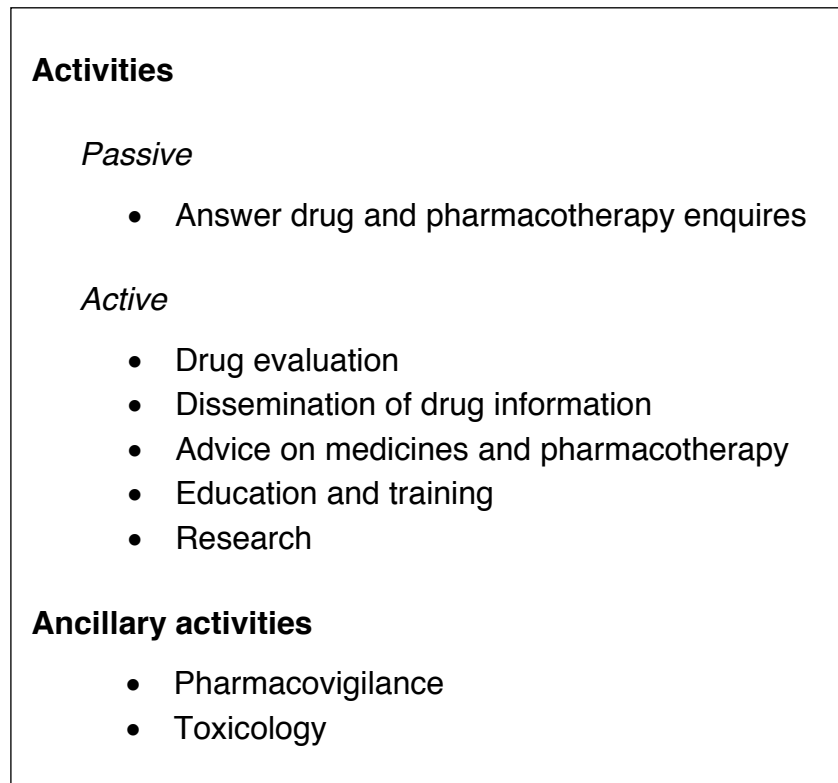 Activities
Passive
• Answer drug and pharmacotherapy enquires
Active
• Drug evaluation
• Dissemination of drug information
• Advice on medicines and pharmacotherapy
• Education and training
• Research
Ancillary activities
• Pharmacovigilance
• Toxicology